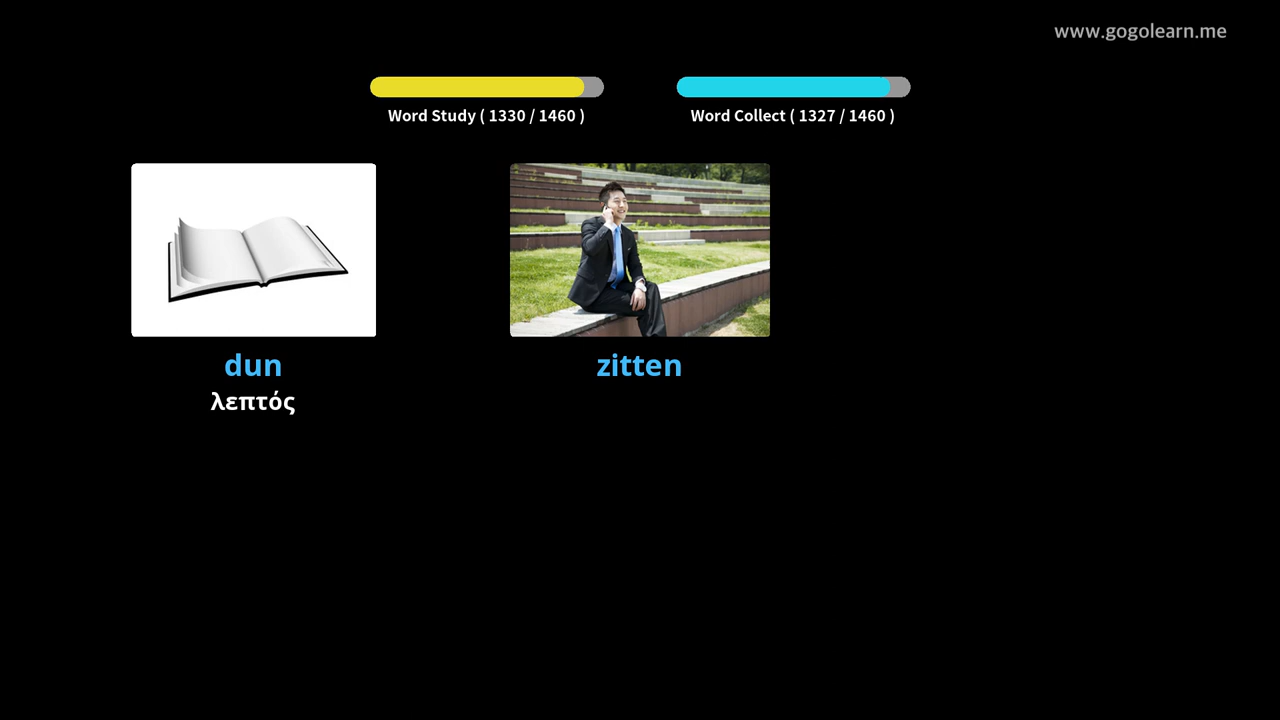 www.gogolearn.me
Word Study ( 1330 / 1460 )
Word Collect ( 1327 / 1460 )
dun
λεπτός
zitten